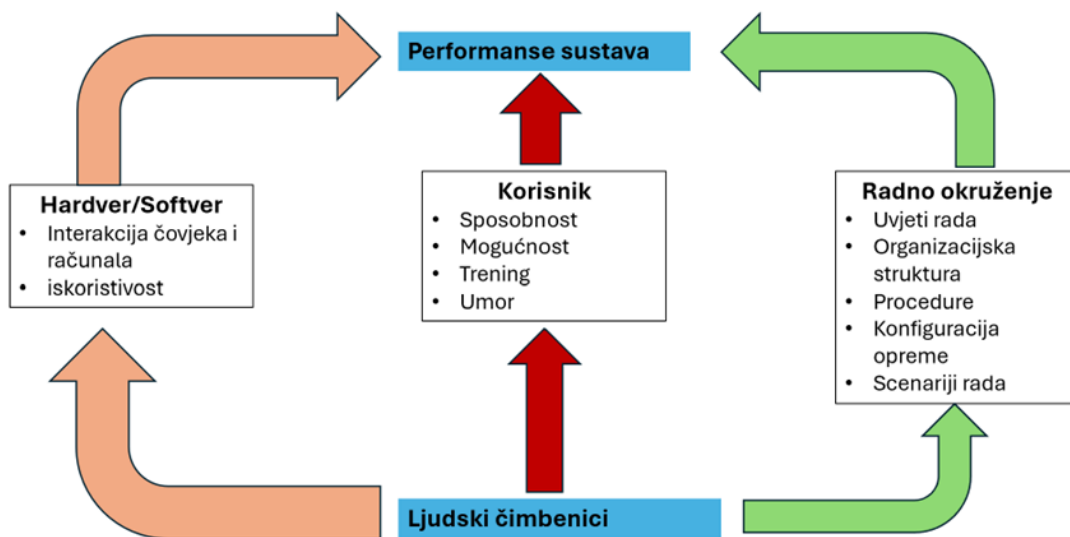 Performanse sustava
Hardver/Softver
• Interakcija čovjeka i
računala
• iskoristivost
Korisnik
• Sposobnost
• Mogućnost
• Trening
• Umor
Radno okruženje
• Uvjeti rada
• Organizacijska
struktura
• Procedure
• Konfiguracija
opreme
• Scenariji rada
Ljudski čimbenici